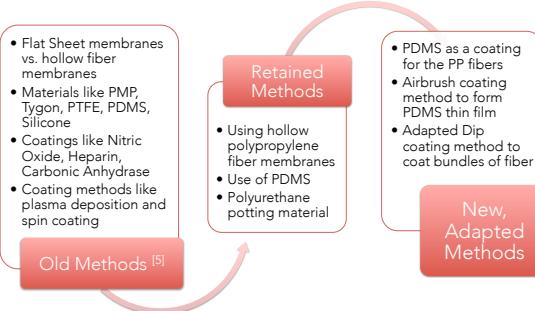 • Flat Sheet membranes
vs. hollow fiber
membranes
• Materials like PMP,
Tygon, PTFE, PDMS,
Silicone
• Coatings like Nitric
Oxide, Heparin,
Carbonic Anhydrase
• Coating methods like
plasma deposition and
spin coating
Old Methods [5]
Retained
Methods
• Using hollow
polypropylene
fiber membranes
• Use of PDMS
• Polyurethane
potting material
• PDMS as a coating
for the PP fibers
• Airbrush coating
method to form
PDMS thin film
• Adapted Dip
coating method to
coat bundles of fiber
New,
Adapted
Methods